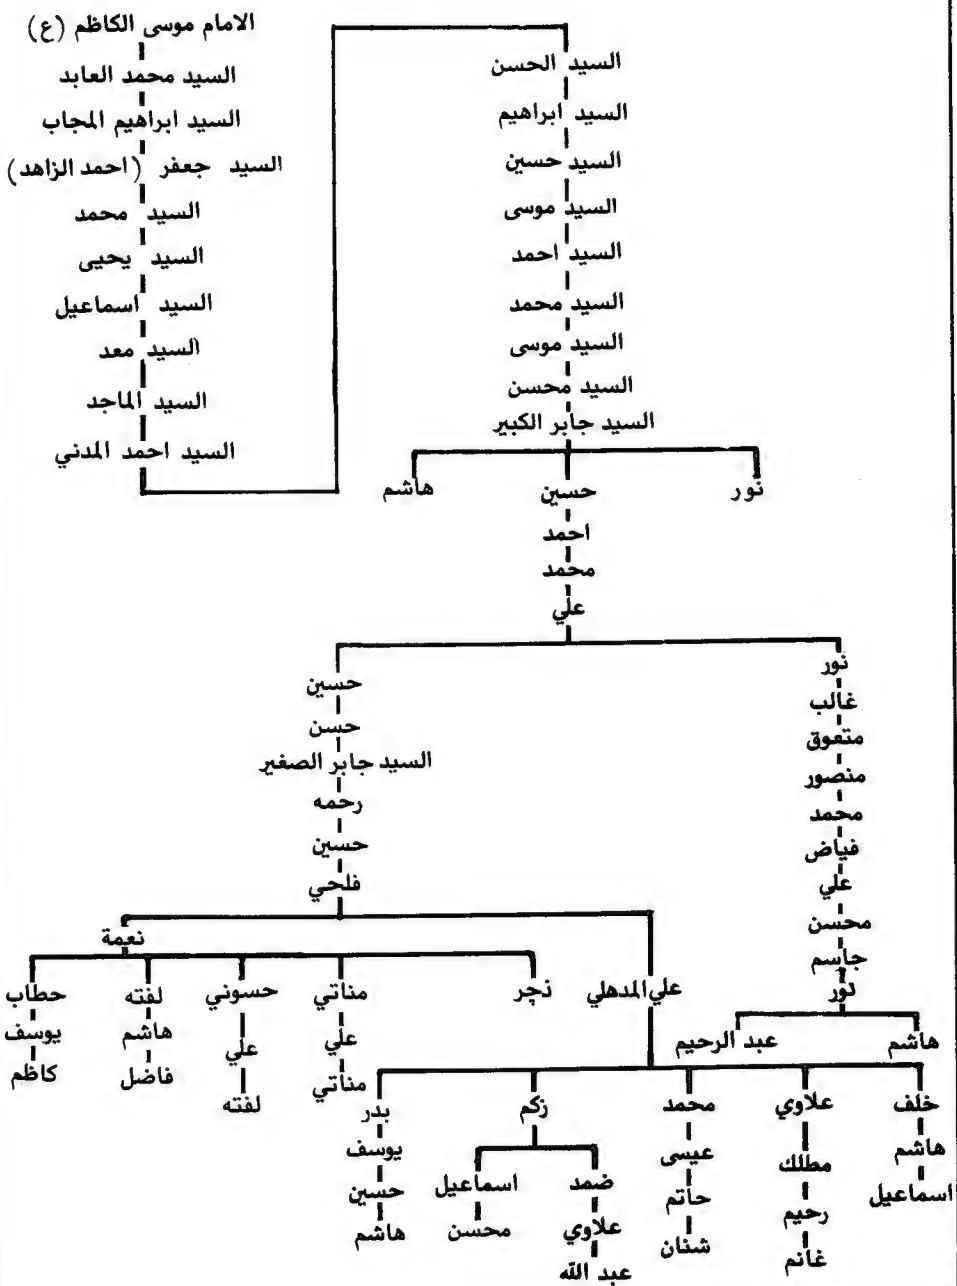 الامام موسى الكاظم (ع)
السيد محمد العابد
السيد ابراهيم المجاب
السيد جعفر (احمد الزاهد)
السيد محمد
السيد يحيى
السيد اسماعيل
السيد معد
السيد الماجد
السيد احمد المدني
السيد الحسن
السيد ابراهيم
السيد حسين
السيد موسى
السيد احمد
السيد محمد
السيد موسى
السيد محسن
السيد جابر الكبير
نور
حسين
هاشم
احمد
محمد
علي
نور
غالب
متعوق
منصور
محمد
فياض
علي
محسن
جاسم
نور
هاشم
عبد الرحيم
حسين
حسن
السيد جابر الصغير
رحمه
حسين
فلحي
علي المدهلي
نعمة
خلف
هاشم
اسماعيل
علاوي
مطلك
رحيم
غانم
محمد
عيسى
حاتم
شنان
زكم
ضمد
علاوي
عبد الله
اسماعيل
محسن
بدر
يوسف
حسين
هاشم
نجر
مناتي
علي
مناتي
حسوني
علي
لفته
لفته
هاشم
فاضل
حطاب
يوسف
كاظم